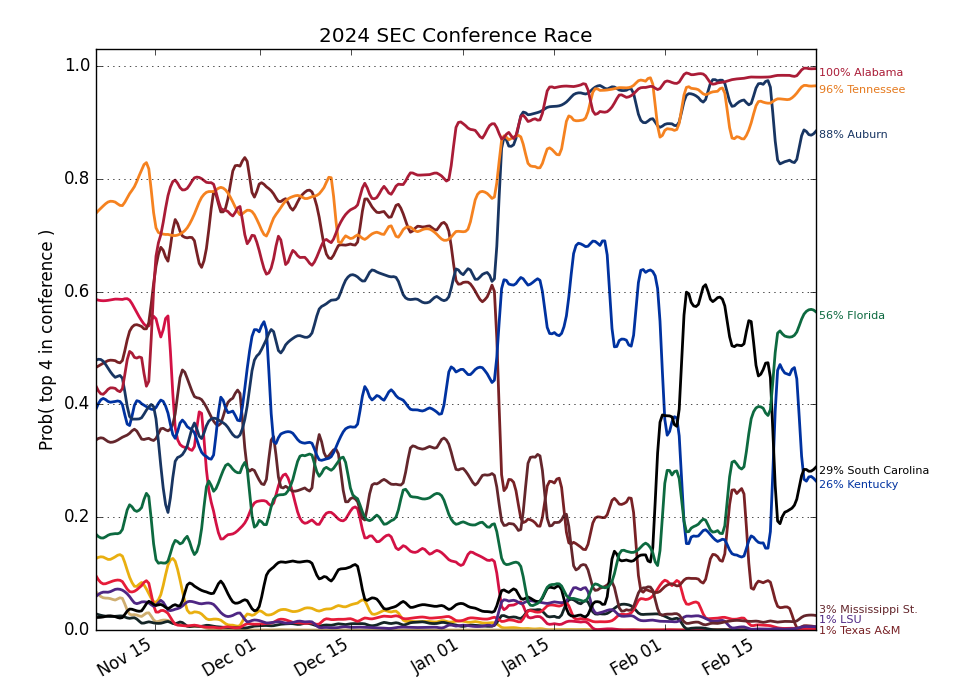 2024 SEC Conference Race
Prob( top 4 in conference )
1.0
0.8
0.6
0.4
0.2
0.0
Nov 15
Dec 01
Dec 15
Jan 01
Jan 15
Feb 01
Feb 15
100% Alabama
96% Tennessee
88% Auburn
56% Florida
29% South Carolina
26% Kentucky
3% Mississippi St.
1% LSU
1% Texas A&M